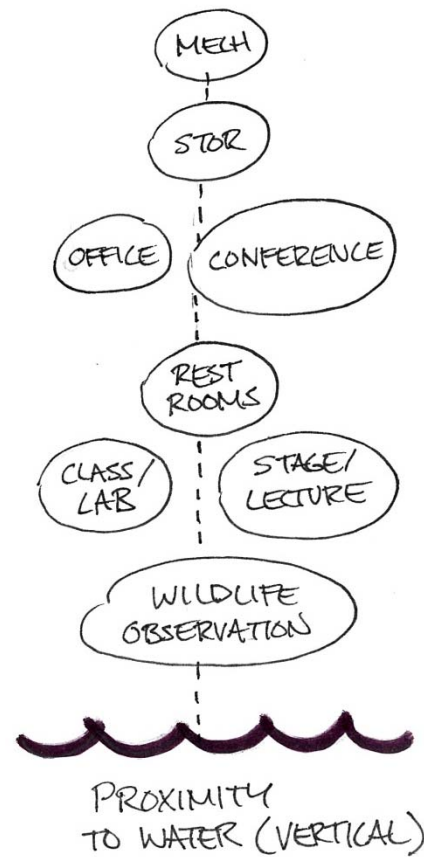 MECH
STOR
OFFICE
CONFERENCE
REST
ROOMS
CLASS/
LAB
STAGE/
LECTURE
WILDLIFE
OBSERVATION
PROXIMITY
TO WATER (VERTICAL)